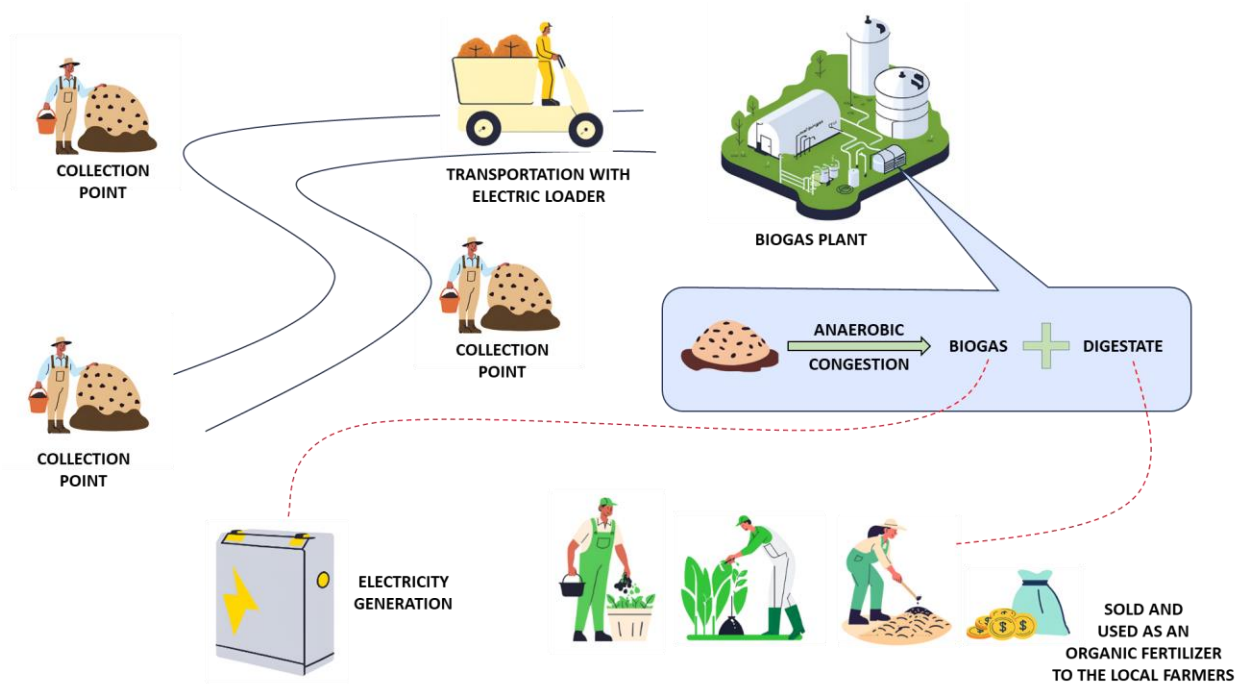 COLLECTION
POINT
TRANSPORTATION WITH
ELECTRIC LOADER
BIOGAS PLANT
COLLECTION
POINT
ANAEROBIC
CONGESTION
BIOGAS
DIGESTATE
COLLECTION
POINT
ELECTRICITY
GENERATION
SOLD AND
USED AS AN
ORGANIC FERTILIZER
TO THE LOCAL FARMERS